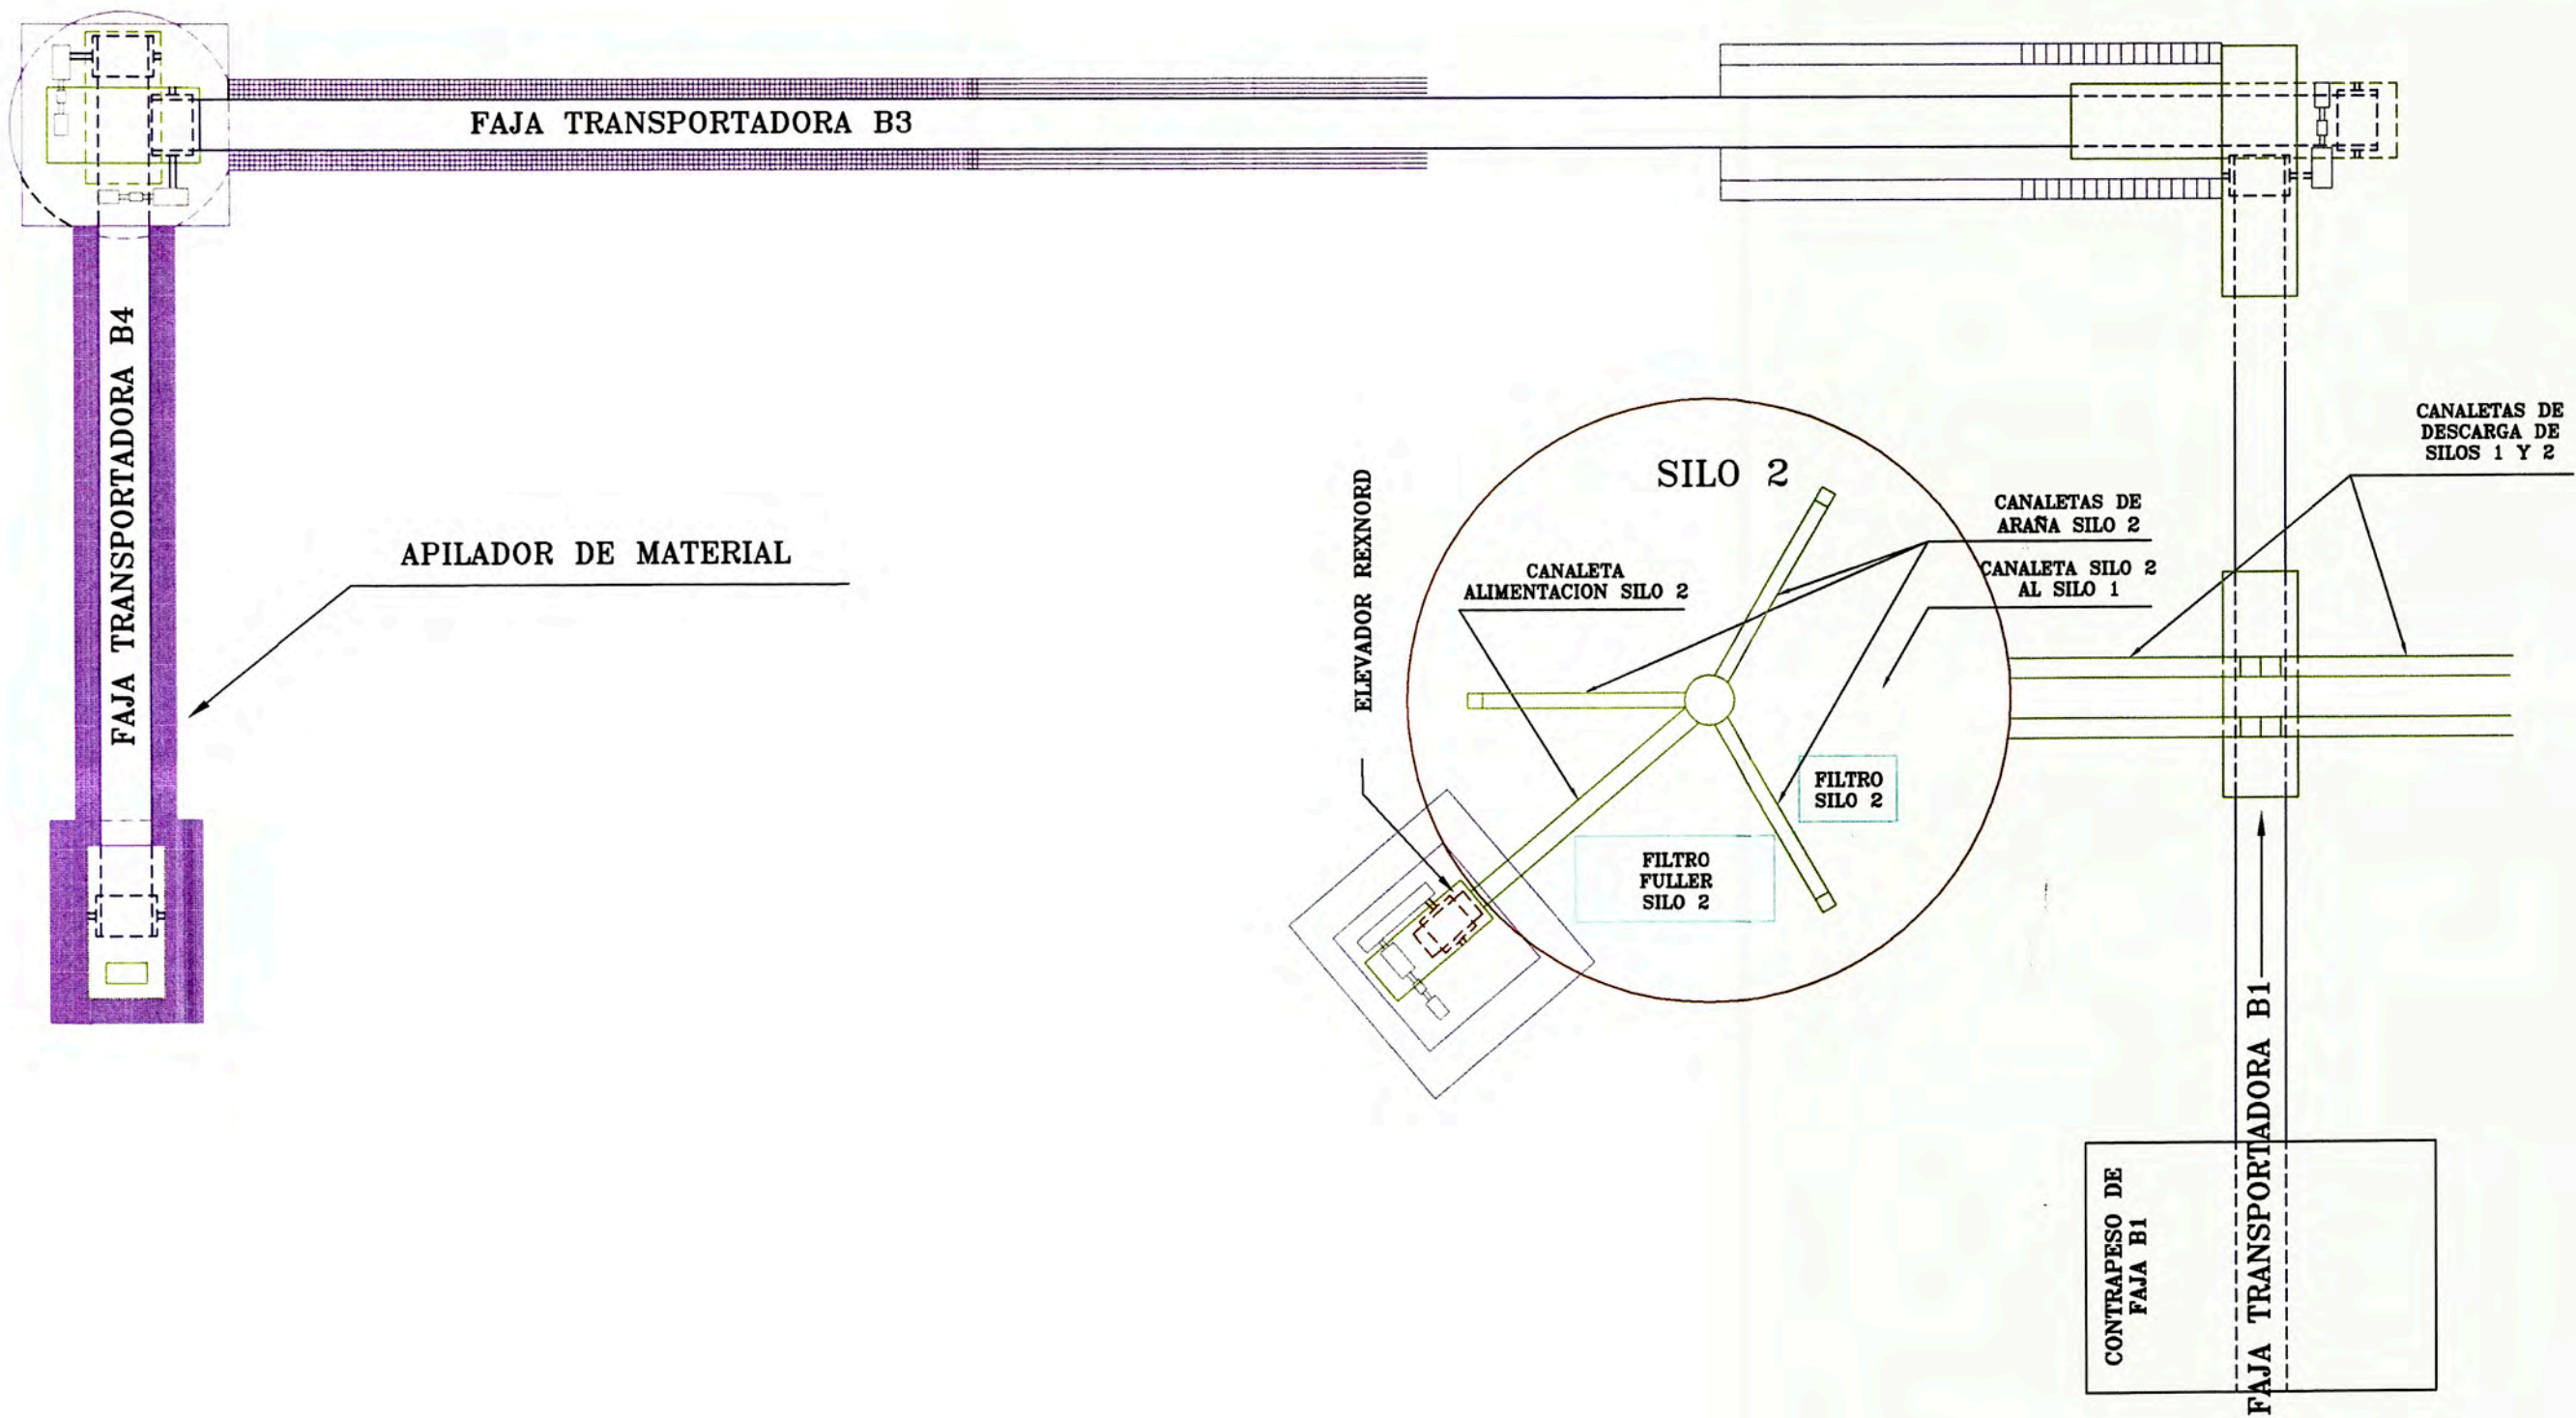 FAJA TRANSPORTADORA B3
FAJA TRANSPORTADORA B4
APILADOR DE MATERIAL
ELEVADOR REXNORD
SILO 2
CANALETA
ALIMENTACION SILO 2
CANALETAS DE
ARAÑA SILO 2
CANALETA SILO 2
AL SILO 1
CANALETAS DE
DESCARGA DE
SILOS 1 Y 2
FILTRO
SILO 2
FILTRO
FULLER
SILO 2
FAJA TRANSPORTADORA B1
CONTRAPESO DE
FAJA B1